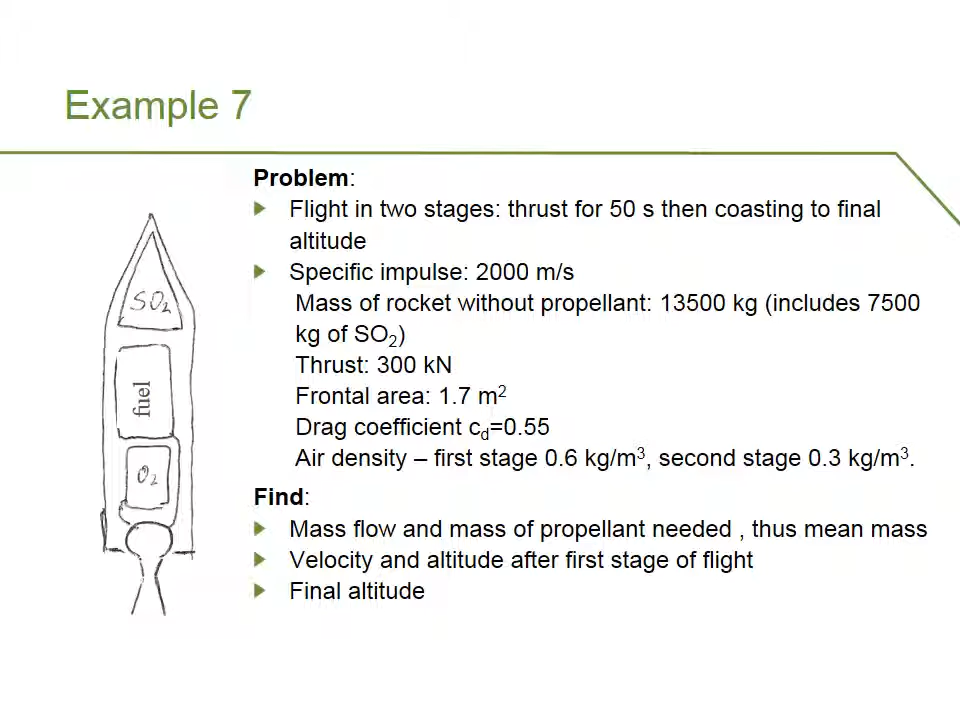 Example 7
Problem:
Flight in two stages: thrust for 50 s then coasting to final
altitude
Specific impulse: 2000 m/s
Mass of rocket without propellant: 13500 kg (includes 7500
kg of SO₂)
Thrust: 300 kN
Frontal area: 1.7 m²
Drag coefficient c_d=0.55
Air density – first stage 0.6 kg/m³, second stage 0.3 kg/m³.
Find:
Mass flow and mass of propellant needed , thus mean mass
Velocity and altitude after first stage of flight
Final altitude
SO₂
fuel
O₂